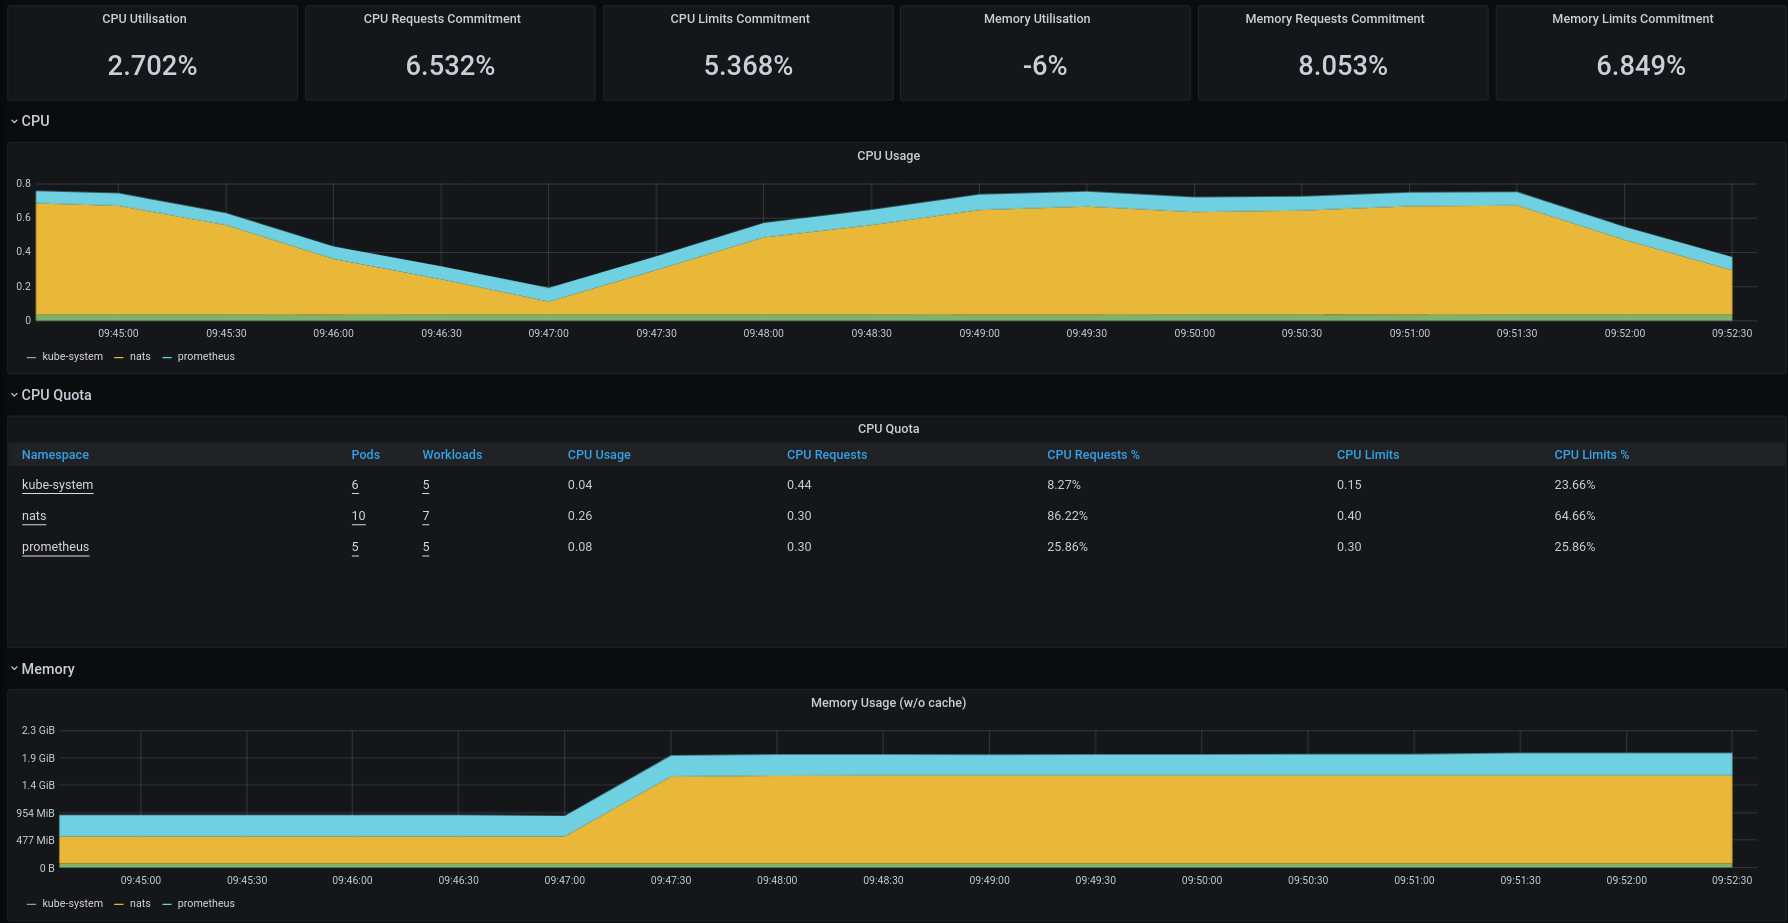 CPU Utilisation CPU Requests Commitment CPU Limits Commitment Memory Utilisation Memory Requests Commitment Memory Limits Commitment
2.702% 6.532% 5.368% -6% 8.053% 6.849%
CPU
CPU Usage
0.8
0.6
0.4
0.2
0
09:45:00 09:45:30 09:46:00 09:46:30 09:47:00 09:47:30 09:48:00 09:48:30 09:49:00 09:49:30 09:50:00 09:50:30 09:51:00 09:51:30 09:52:00 09:52:30
kube-system nats prometheus
CPU Quota
CPU Quota
Namespace Pods Workloads CPU Usage CPU Requests CPU Requests % CPU Limits CPU Limits %
kube-system 6 5 0.04 0.44 8.27% 0.15 23.66%
nats 10 7 0.26 0.30 86.22% 0.40 64.66%
prometheus 5 5 0.08 0.30 25.86% 0.30 25.86%
Memory
Memory Usage (w/o cache)
2.3 GiB
1.9 GiB
1.4 GiB
954 MiB
477 MiB
0 B
09:45:00 09:45:30 09:46:00 09:46:30 09:47:00 09:47:30 09:48:00 09:48:30 09:49:00 09:49:30 09:50:00 09:50:30 09:51:00 09:51:30 09:52:00 09:52:30
kube-system nats prometheus